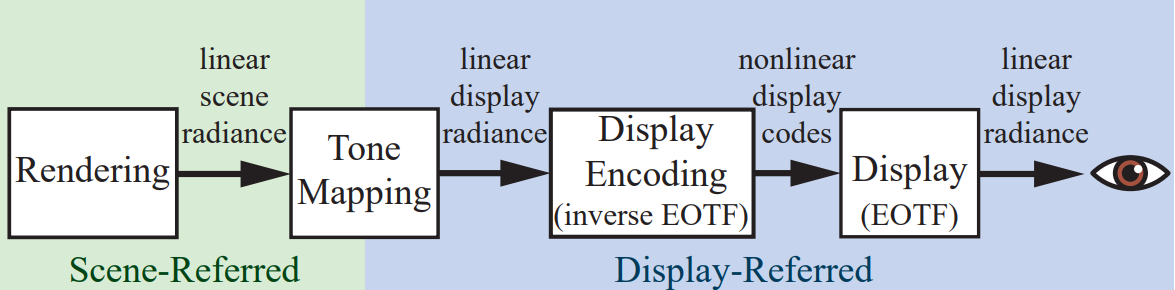 linear
scene
radiance
linear
display
radiance
nonlinear
display
codes
linear
display
radiance
Rendering
Tone
Mapping
Display
Encoding
(inverse EOTF)
Display
(EOTF)
Scene-Referred
Display-Referred